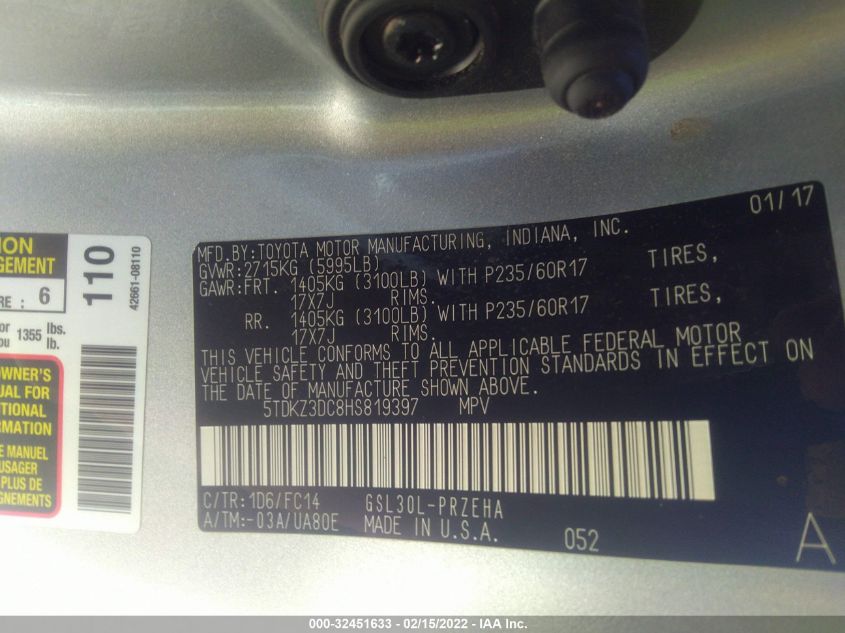 ION
GEMENT
RE : 6
or 1355 lbs.
ou lb.
110
42661-08110
OWNER'S
UAL FOR
TIONAL
RMATION
E MANUEL
USAGER
PLUS DE
GNEMENTS
01/17
MFD.BY:TOYOTA MOTOR MANUFACTURING, INDIANA, INC.
GVWR:2715KG (5995LB)
GAWR:FRT. 1405KG (3100LB) WITH P235/60R17 TIRES,
17X7J RIMS.
RR. 1405KG (3100LB) WITH P235/60R17 TIRES,
17X7J RIMS.
THIS VEHICLE CONFORMS TO ALL APPLICABLE FEDERAL MOTOR
VEHICLE SAFETY AND THEFT PREVENTION STANDARDS IN EFFECT ON
THE DATE OF MANUFACTURE SHOWN ABOVE.
5TDKZ3DC8HS819397 MPV
C/TR:1D6/FC14 GSL30L-PRZEHA
A/TM:-03A/UA80E MADE IN U.S.A. 052
A
000-32451633 - 02/15/2022 - IAA Inc.